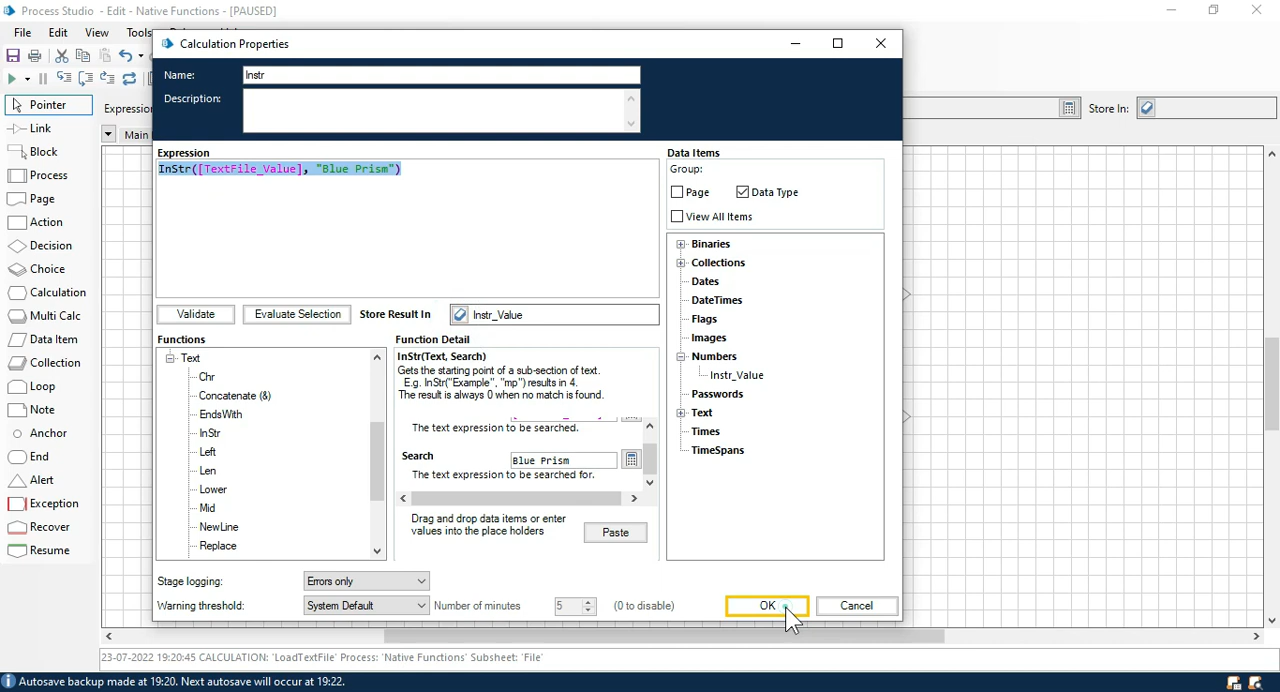 Process Studio - Edit - Native Functions - [PAUSED]
File Edit View Tools
Calculation Properties
Name: Instr
Description:
Pointer
Link
Block
Process
Page
Action
Decision
Choice
Calculation
Multi Calc
Data Item
Collection
Loop
Note
Anchor
End
Alert
Exception
Recover
Resume
Expression
Store In:
Main
Expression
InStr([TextFile_Value], "Blue Prism")
Validate Evaluate Selection Store Result In Instr_Value
Functions
Text
Chr
Concatenate (&)
EndsWith
InStr
Left
Len
Lower
Mid
NewLine
Replace
Function Detail
InStr(Text, Search)
Gets the starting point of a sub-section of text.
E.g. InStr("Example", "mp") results in 4.
The result is always 0 when no match is found.
The text expression to be searched.
Search Blue Prism
The text expression to be searched for.
Drag and drop data items or enter
values into the place holders
Paste
Data Items
Group:
Page Data Type
View All Items
Binaries
Collections
Dates
DateTimes
Flags
Images
Numbers
Instr_Value
Passwords
Text
Times
TimeSpans
Stage logging: Errors only
Warning threshold: System Default Number of minutes 5 (0 to disable)
OK Cancel
23-07-2022 19:20:45 CALCULATION: 'LoadTextFile' Process: 'Native Functions' Subsheet: 'File'
Autosave backup made at 19:20. Next autosave will occur at 19:22.